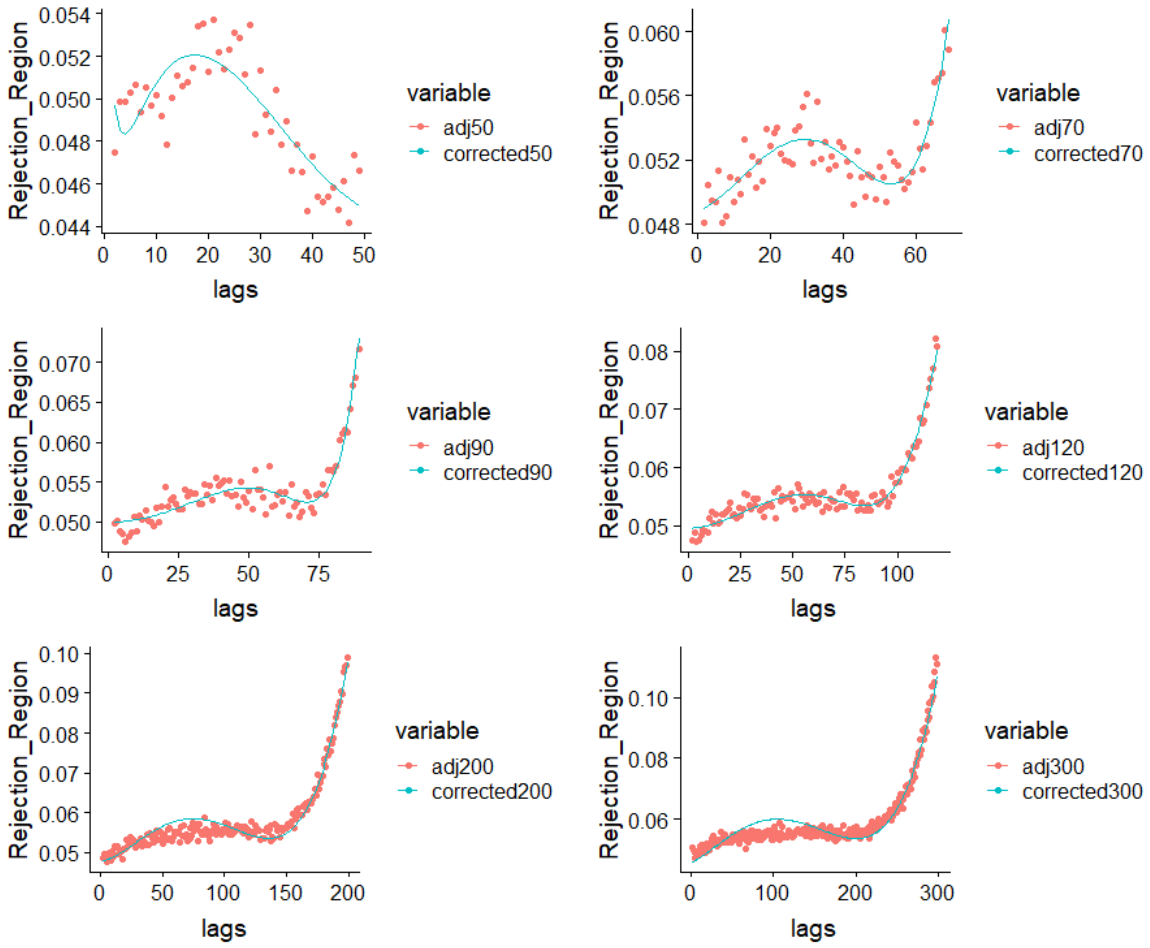 Rejection_Region
0.054
0.052
0.050
0.048
0.046
0.044
0 10 20 30 40 50
lags
variable
adj50
corrected50
Rejection_Region
0.060
0.056
0.052
0.048
0 20 40 60
lags
variable
adj70
corrected70
Rejection_Region
0.070
0.065
0.060
0.055
0.050
0 25 50 75
lags
variable
adj90
corrected90
Rejection_Region
0.08
0.07
0.06
0.05
0 25 50 75 100
lags
variable
adj120
corrected120
Rejection_Region
0.10
0.09
0.08
0.07
0.06
0.05
0 50 100 150 200
lags
variable
adj200
corrected200
Rejection_Region
0.10
0.08
0.06
0 100 200 300
lags
variable
adj300
corrected300